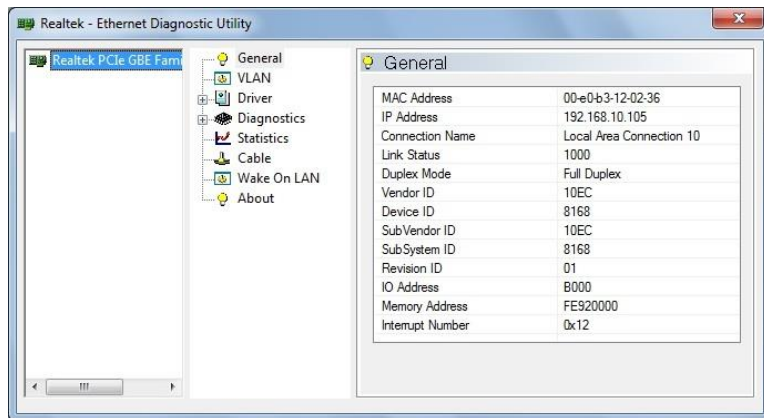 Realtek - Ethernet Diagnostic Utility
Realtek PCIe GBE Fami
General
VLAN
Driver
Diagnostics
Statistics
Cable
Wake On LAN
About
General
MAC Address 00-e0-b3-12-02-36
IP Address 192.168.10.105
Connection Name Local Area Connection 10
Link Status 1000
Duplex Mode Full Duplex
Vendor ID 10EC
Device ID 8168
SubVendor ID 10EC
SubSystem ID 8168
Revision ID 01
IO Address B000
Memory Address FE920000
Interrupt Number 0x12